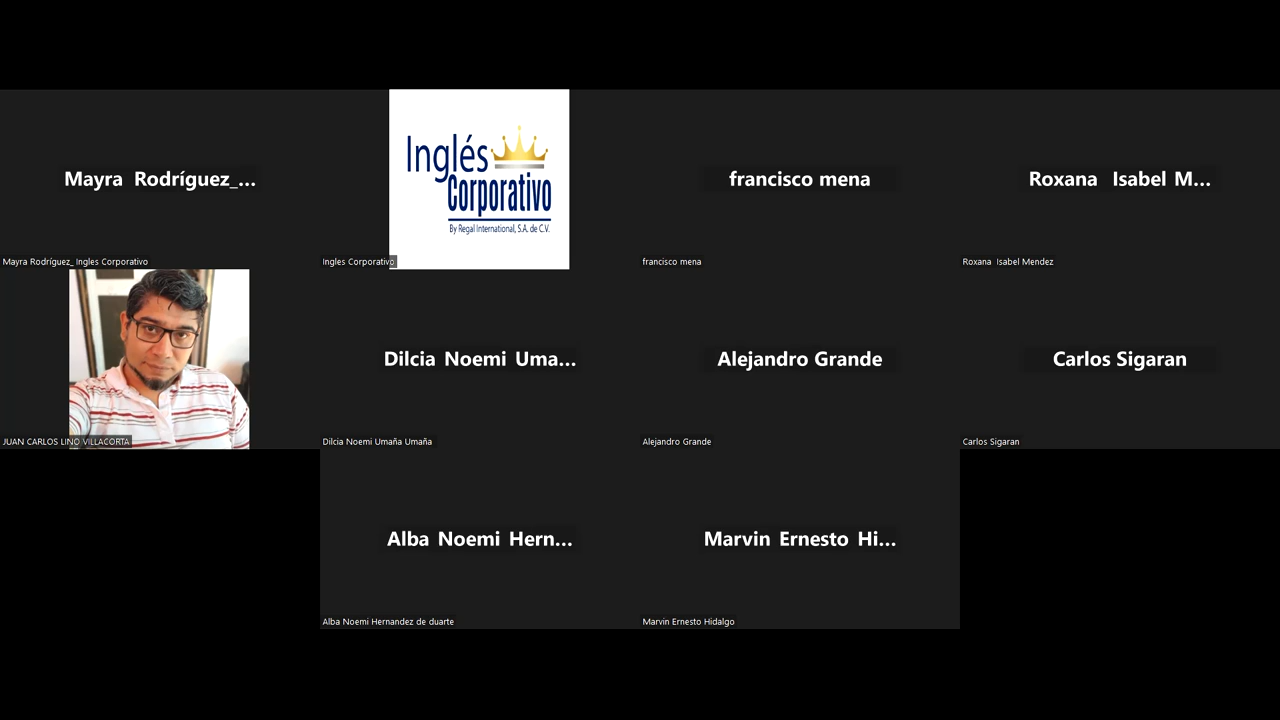 Mayra Rodríguez_...
Inglés
Corporativo
By Regal International, S.A. de C.V.
francisco mena
Roxana Isabel M...
Mayra Rodríguez_ Ingles Corporativo
Ingles Corporativo
francisco mena
Roxana Isabel Mendez
Dilcia Noemi Uma...
Alejandro Grande
Carlos Sigaran
JUAN CARLOS LINO VILLACORTA
Dilcia Noemi Umaña Umaña
Alejandro Grande
Carlos Sigaran
Alba Noemi Hern...
Marvin Ernesto Hi...
Alba Noemi Hernandez de duarte
Marvin Ernesto Hidalgo